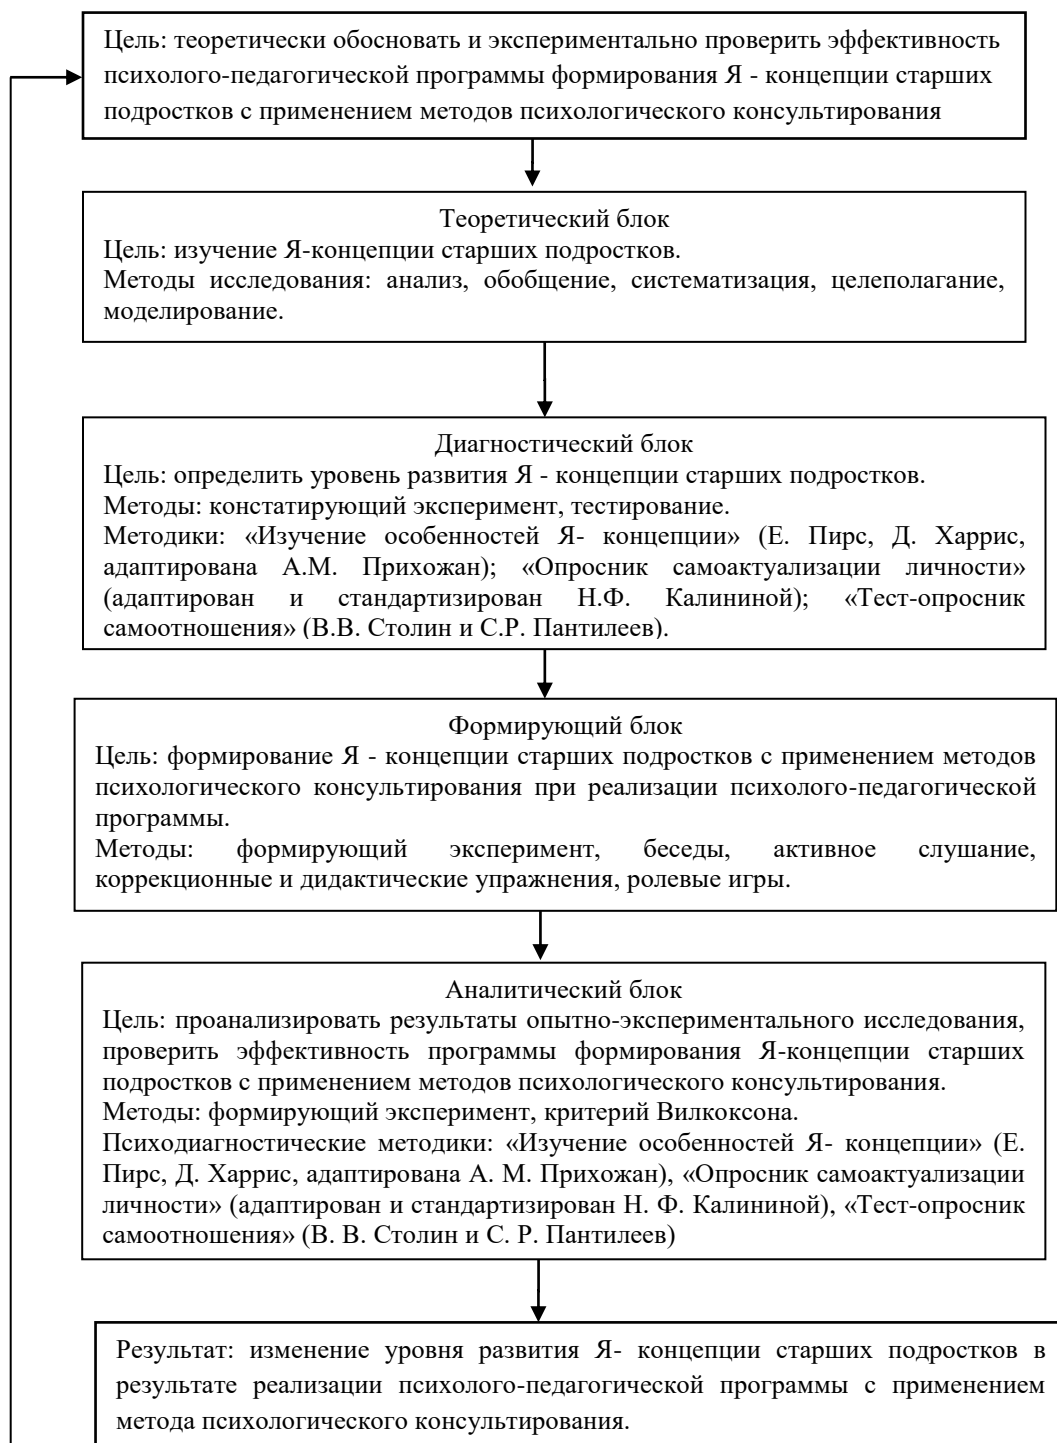 Цель: теоретически обосновать и экспериментально проверить эффективность
психолого-педагогической программы формирования Я - концепции старших
подростков с применением методов психологического консультирования
Теоретический блок
Цель: изучение Я-концепции старших подростков.
Методы исследования: анализ, обобщение, систематизация, целеполагание,
моделирование.
Диагностический блок
Цель: определить уровень развития Я - концепции старших подростков.
Методы: констатирующий эксперимент, тестирование.
Методики: «Изучение особенностей Я- концепции» (Е. Пирс, Д. Харрис,
адаптирована А.М. Прихожан); «Опросник самоактуализации личности»
(адаптирован и стандартизирован Н.Ф. Калининой); «Тест-опросник
самоотношения» (В.В. Столин и С.Р. Пантилеев).
Формирующий блок
Цель: формирование Я - концепции старших подростков с применением методов
психологического консультирования при реализации психолого-педагогической
программы.
Методы: формирующий эксперимент, беседы, активное слушание,
коррекционные и дидактические упражнения, ролевые игры.
Аналитический блок
Цель: проанализировать результаты опытно-экспериментального исследования,
проверить эффективность программы формирования Я-концепции старших
подростков с применением методов психологического консультирования.
Методы: формирующий эксперимент, критерий Вилкоксона.
Психодиагностические методики: «Изучение особенностей Я- концепции» (Е.
Пирс, Д. Харрис, адаптирована А. М. Прихожан), «Опросник самоактуализации
личности» (адаптирован и стандартизирован Н. Ф. Калининой), «Тест-опросник
самоотношения» (В. В. Столин и С. Р. Пантилеев)
Результат: изменение уровня развития Я- концепции старших подростков в
результате реализации психолого-педагогической программы с применением
метода психологического консультирования.